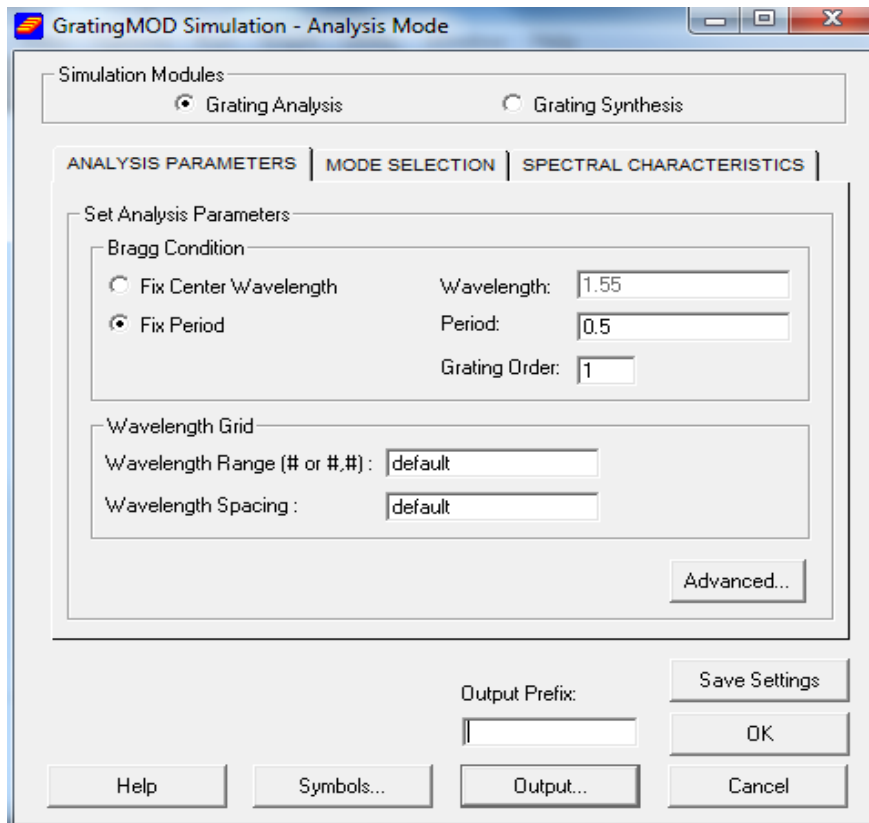 GratingMOD Simulation - Analysis Mode
Simulation Modules
Grating Analysis Grating Synthesis
ANALYSIS PARAMETERS MODE SELECTION SPECTRAL CHARACTERISTICS
Set Analysis Parameters
Bragg Condition
Fix Center Wavelength Wavelength: 1.55
Fix Period Period: 0.5
Grating Order: 1
Wavelength Grid
Wavelength Range (# or #,#) : default
Wavelength Spacing : default
Advanced...
Save Settings
Output Prefix:
OK
Help Symbols... Output... Cancel